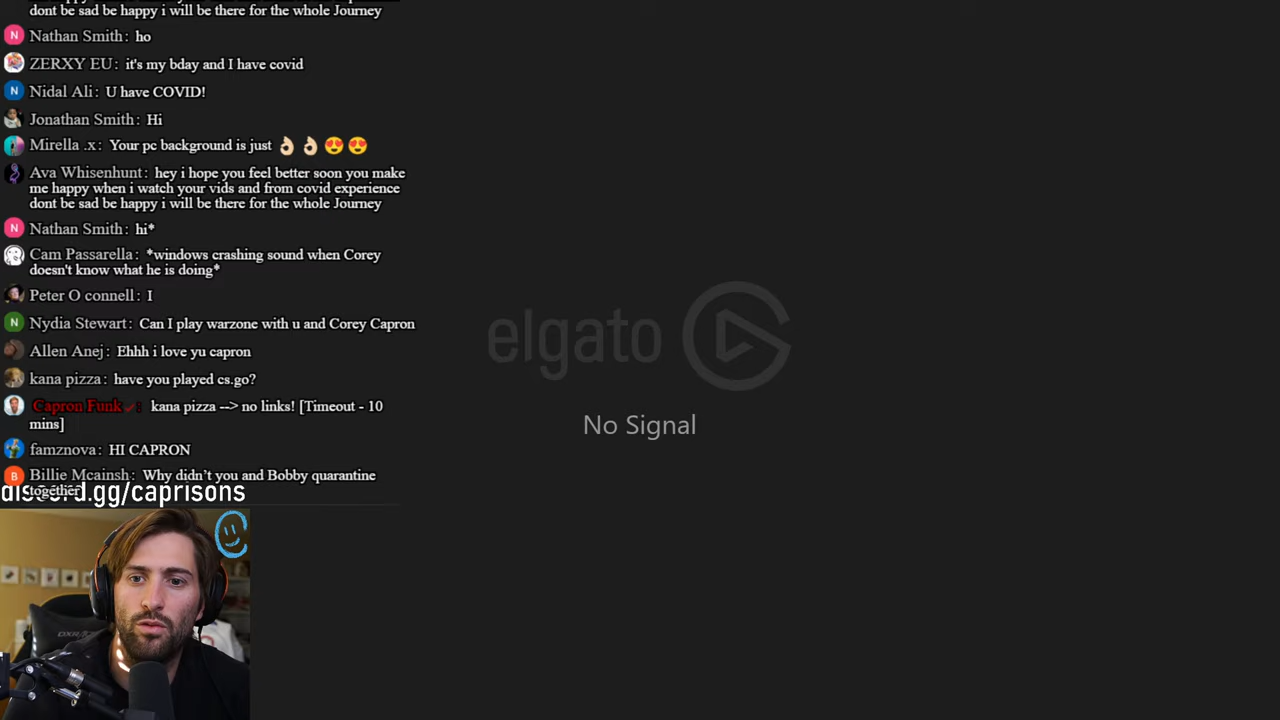 dont be sad be happy i will be there for the whole Journey
N Nathan Smith: ho
ZERXY EU: it's my bday and I have covid
N Nidal Ali: U have COVID!
Jonathan Smith: Hi
Mirella .x: Your pc background is just 👌🏻 👌🏻 😍 😍
Ava Whisenhunt: hey i hope you feel better soon you make
me happy when i watch your vids and from covid experience
dont be sad be happy i will be there for the whole Journey
N Nathan Smith: hi*
Cam Passarella: *windows crashing sound when Corey
doesn't know what he is doing*
Peter O connell: I
N Nydia Stewart: Can I play warzone with u and Corey Capron
Allen Anej: Ehhh i love yu capron
kana pizza: have you played cs.go?
Capron Funk✓: kana pizza --> no links! [Timeout - 10
mins]
famznova: HI CAPRON
B Billie Mcainsh: Why didn't you and Bobby quarantine
together
discord.gg/caprisons
elgato
No Signal